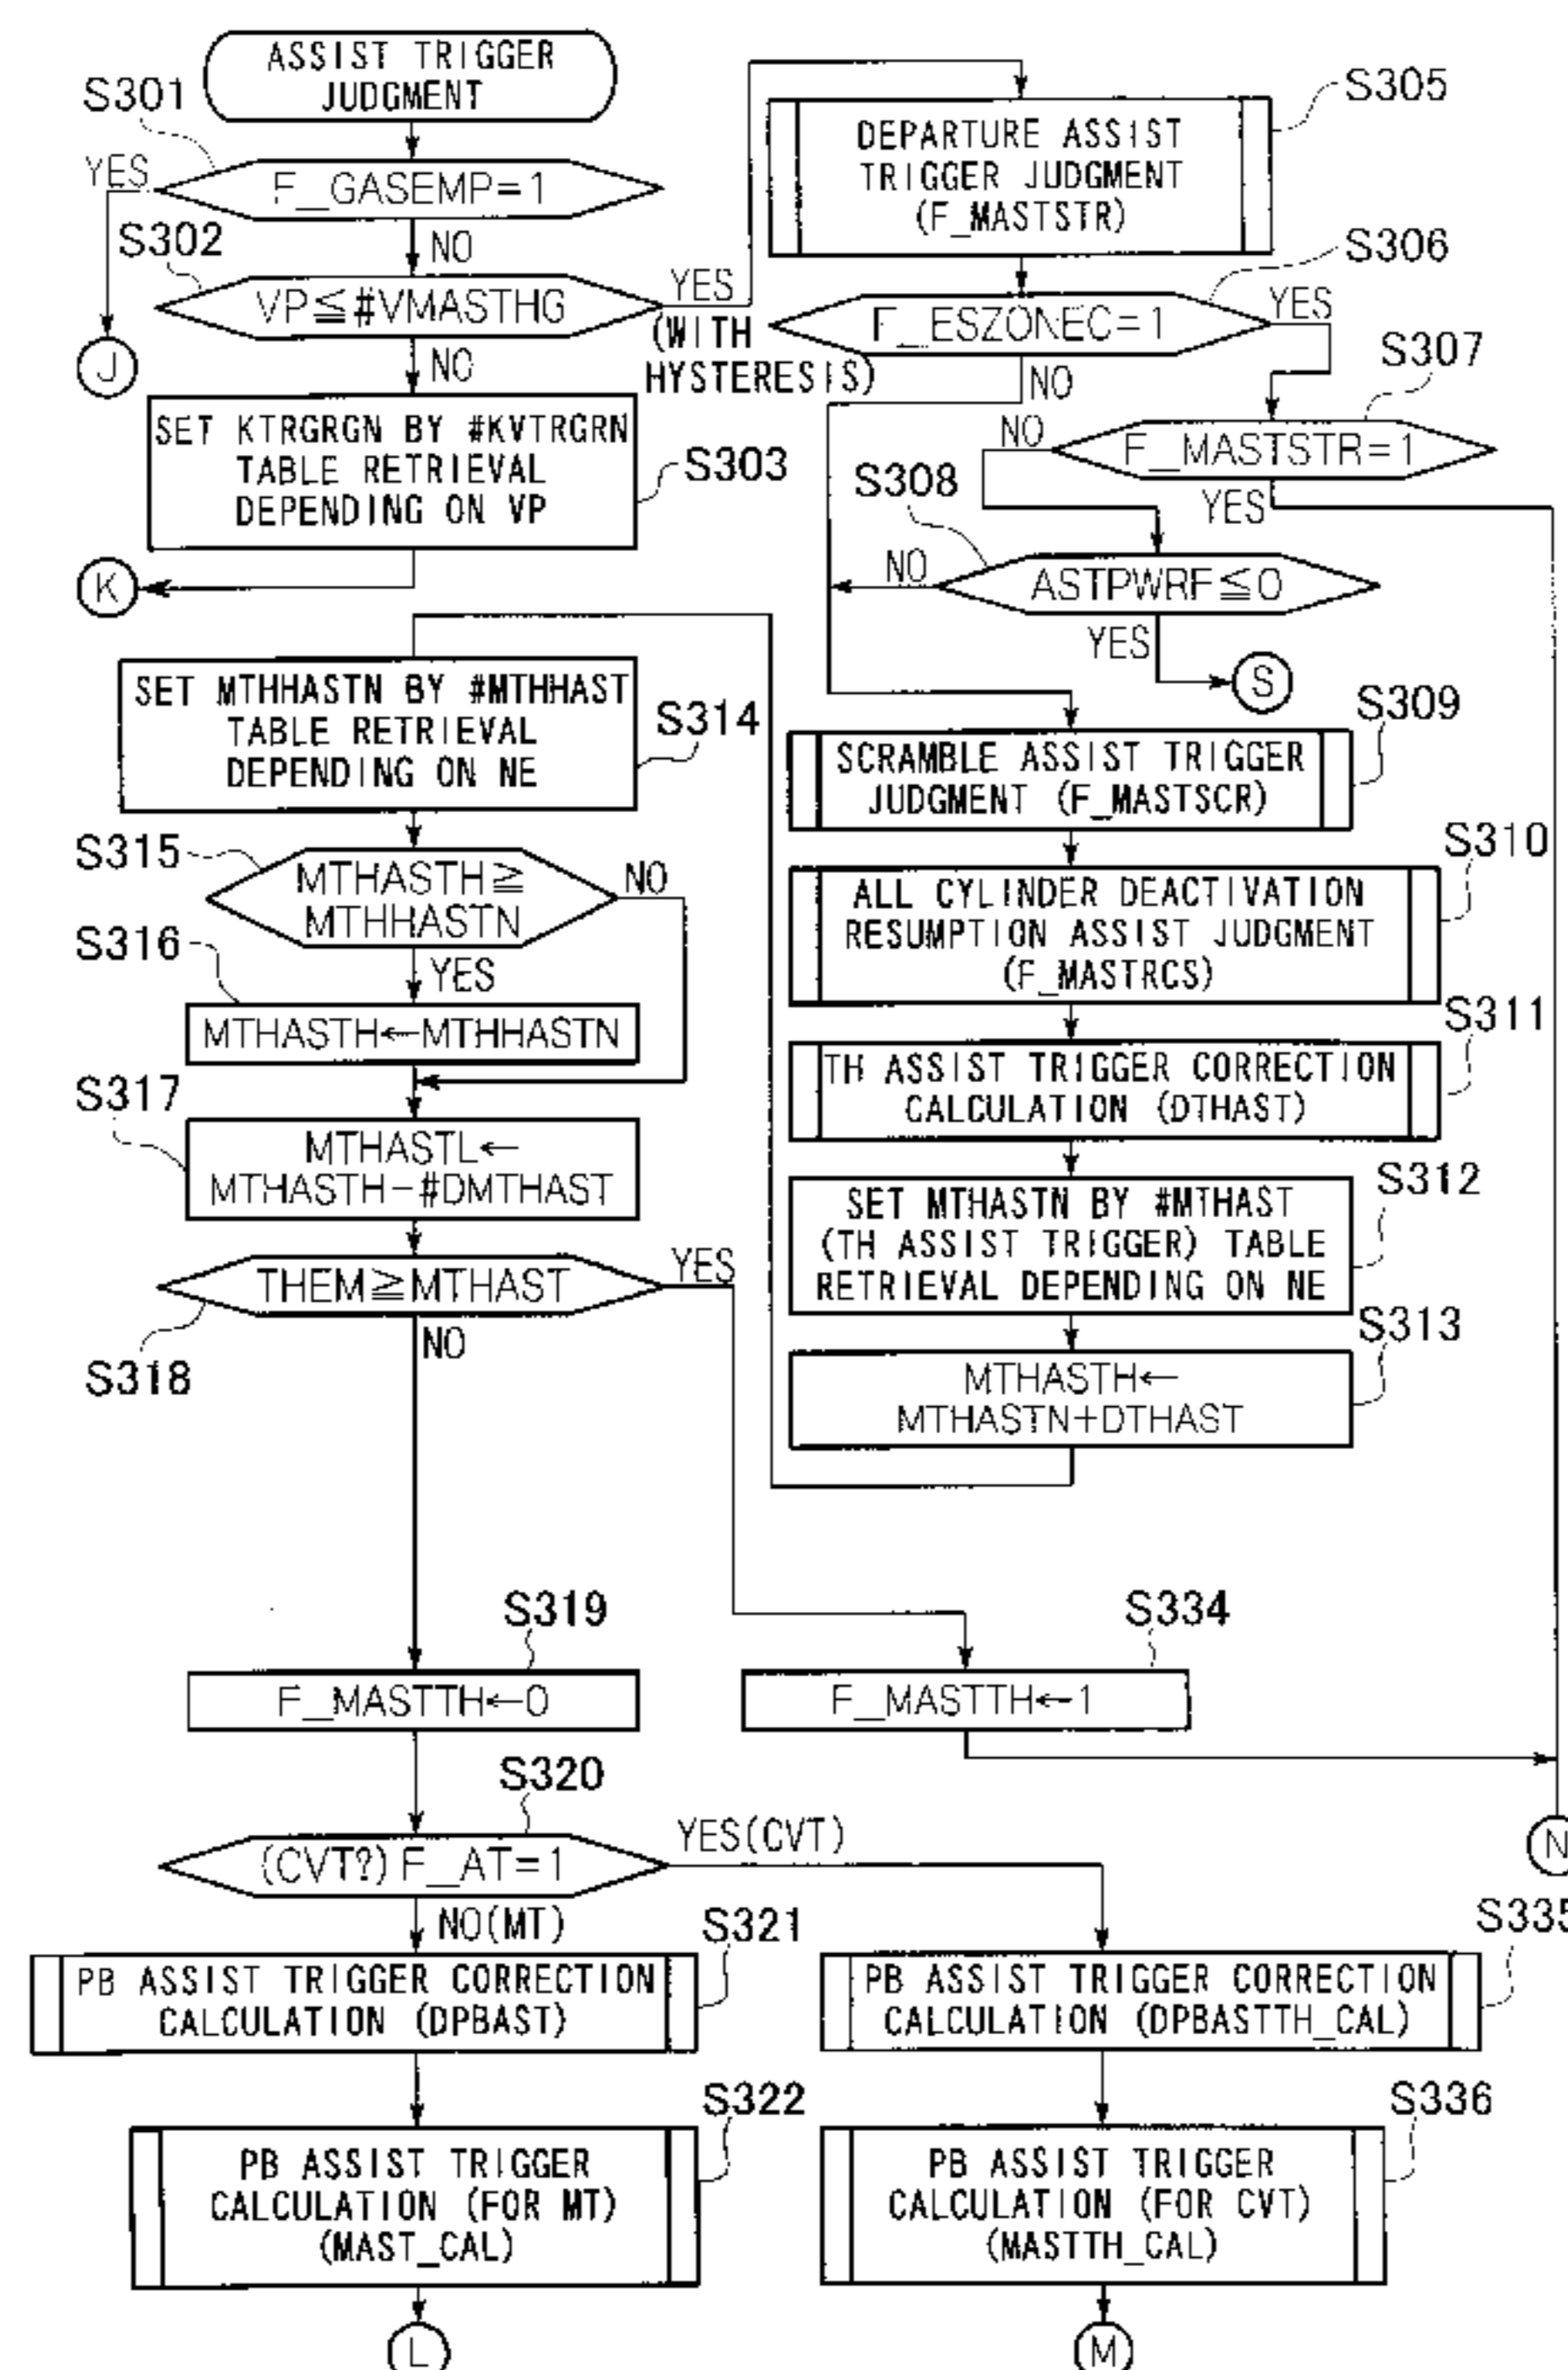 ASSIST TRIGGER
JUDGMENT
S301
YES
F_GASEMP=1
NO
S302
VP≦#VMASTHG
YES
(WITH
HYSTERESIS)
NO
J
SET KTRGRGN BY #KVTRGRN
TABLE RETRIEVAL
DEPENDING ON VP
S303
K
DEPARTURE ASSIST
TRIGGER JUDGMENT
(F_MASTSTR)
S305
S306
F_ESZONEC=1
YES
NO
S307
NO
F_MASTSTR=1
YES
S308
NO
ASTPWRF≦0
YES
S
SCRAMBLE ASSIST TRIGGER
JUDGMENT (F_MASTSCR)
S309
ALL CYLINDER DEACTIVATION
RESUMPTION ASSIST JUDGMENT
(F_MASTRCS)
S310
TH ASSIST TRIGGER CORRECTION
CALCULATION (DTHAST)
S311
SET MTHASTN BY #MTHAST
(TH ASSIST TRIGGER) TABLE
RETRIEVAL DEPENDING ON NE
S312
MTHASTH←
MTHASTN+DTHAST
S313
SET MTHHASTN BY #MTHHAST
TABLE RETRIEVAL
DEPENDING ON NE
S314
S315
MTHASTH≧
MTHHASTN
NO
YES
S316
MTHASTH←MTHHASTN
S317
MTHASTL←
MTHASTH-#DMTHAST
THEM≧MTHAST
YES
NO
S318
S319
F_MASTTH←0
S334
F_MASTTH←1
N
S320
(CVT?) F_AT=1
YES(CVT)
NO(MT)
S321
PB ASSIST TRIGGER CORRECTION
CALCULATION (DPBAST)
S322
PB ASSIST TRIGGER
CALCULATION (FOR MT)
(MAST_CAL)
L
S335
PB ASSIST TRIGGER CORRECTION
CALCULATION (DPBASTTH_CAL)
S336
PB ASSIST TRIGGER
CALCULATION (FOR CVT)
(MASTTH_CAL)
M